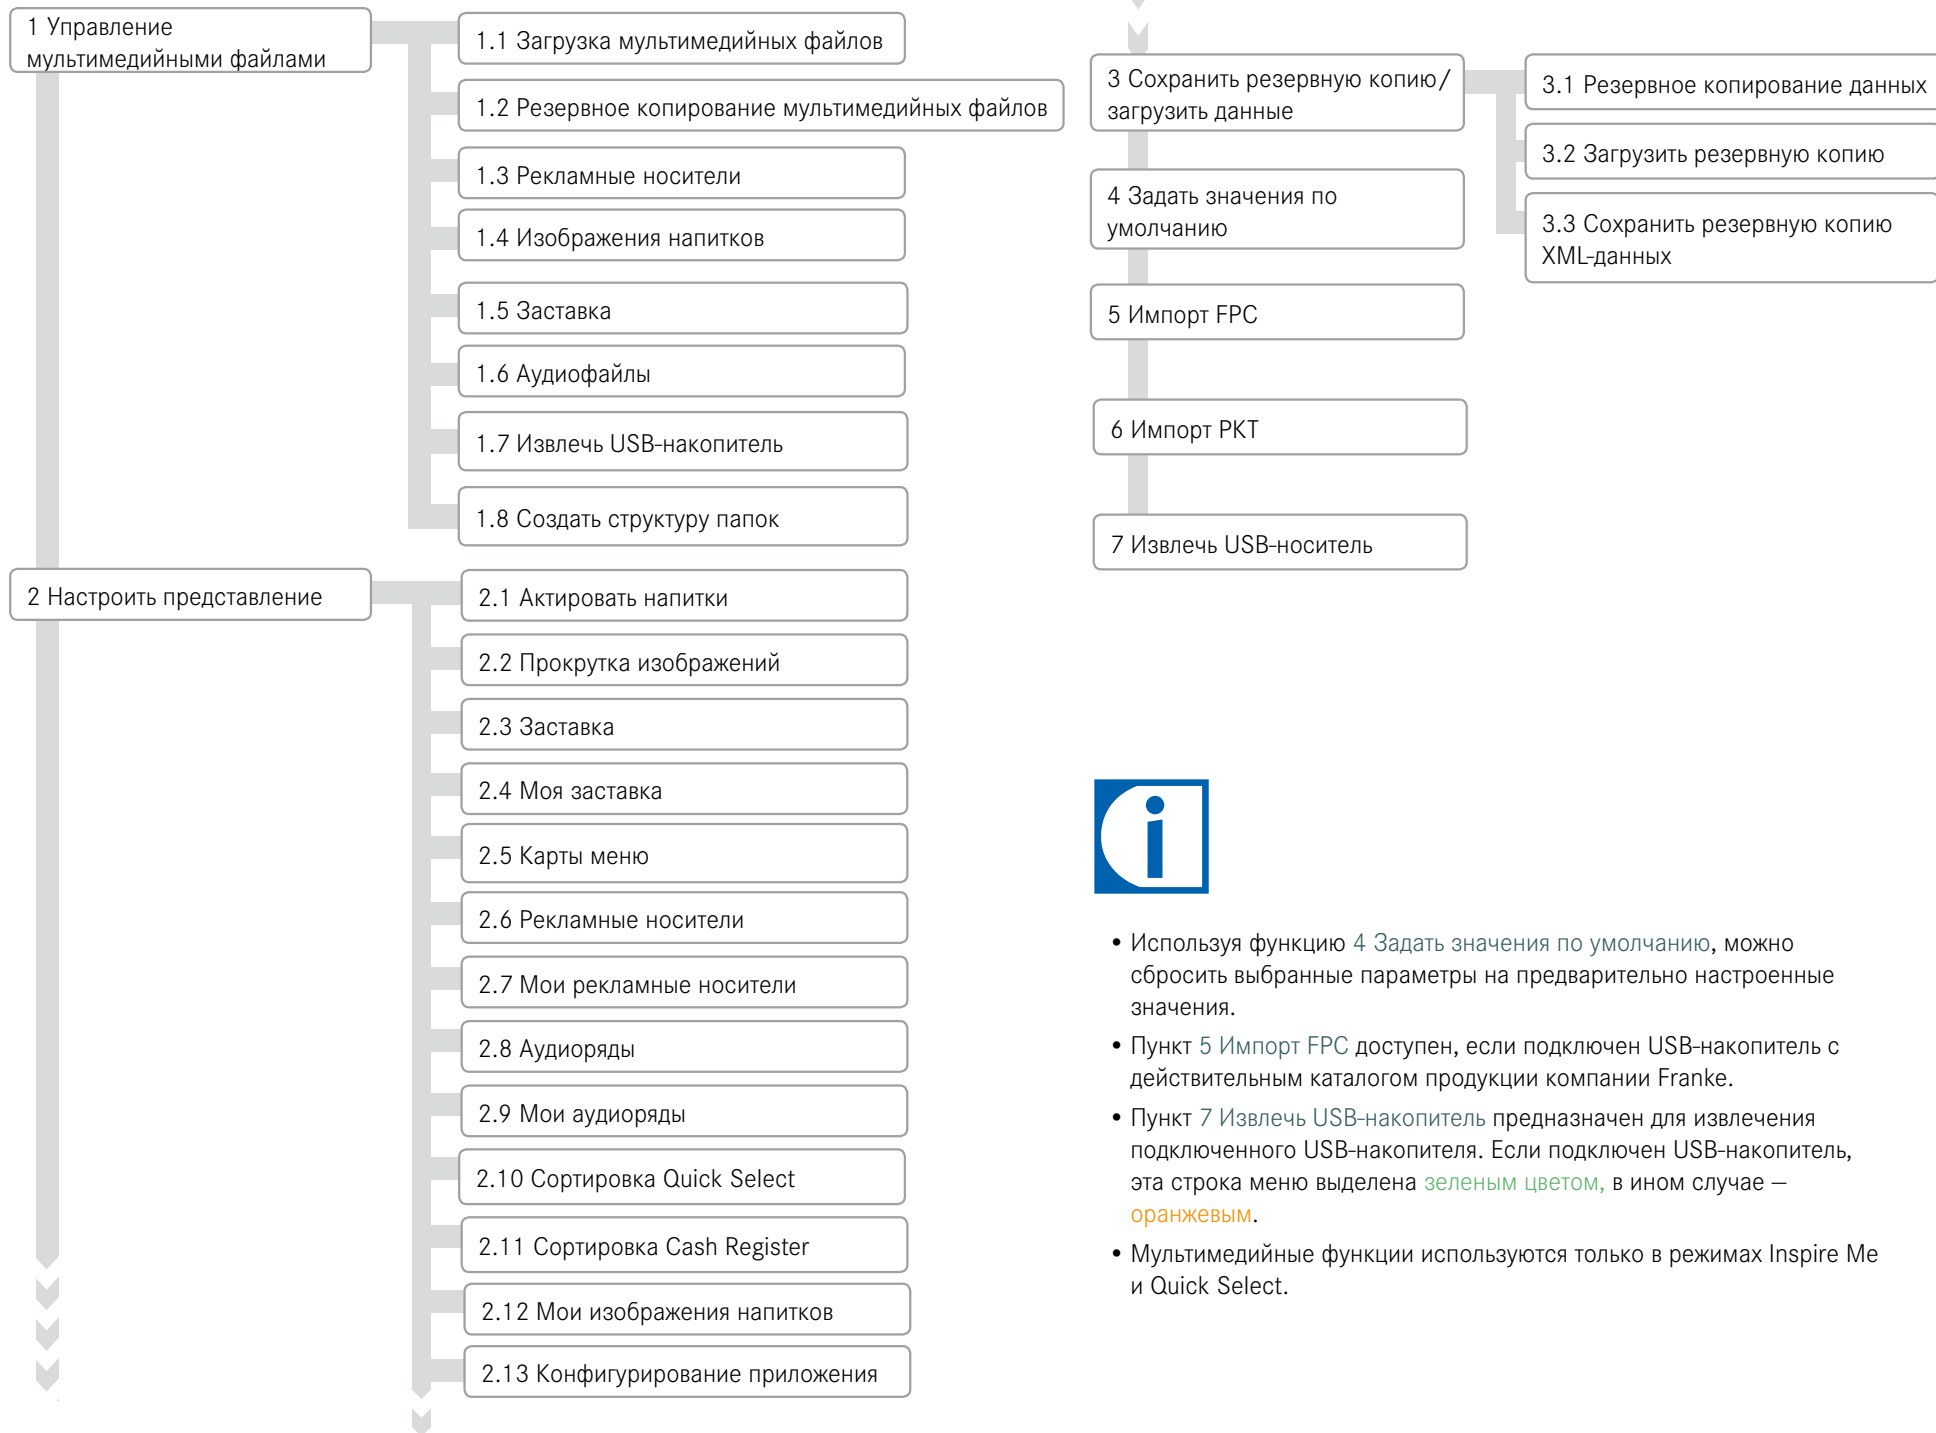 1 Управление
мультимедийными файлами
1.1 Загрузка мультимедийных файлов
1.2 Резервное копирование мультимедийных файлов
1.3 Рекламные носители
1.4 Изображения напитков
1.5 Заставка
1.6 Аудиофайлы
1.7 Извлечь USB-накопитель
1.8 Создать структуру папок
2 Настроить представление
2.1 Актировать напитки
2.2 Прокрутка изображений
2.3 Заставка
2.4 Моя заставка
2.5 Карты меню
2.6 Рекламные носители
2.7 Мои рекламные носители
2.8 Аудиоряды
2.9 Мои аудиоряды
2.10 Сортировка Quick Select
2.11 Сортировка Cash Register
2.12 Мои изображения напитков
2.13 Конфигурирование приложения
3 Сохранить резервную копию/
загрузить данные
3.1 Резервное копирование данных
3.2 Загрузить резервную копию
3.3 Сохранить резервную копию
XML-данных
4 Задать значения по
умолчанию
5 Импорт FPC
6 Импорт PKT
7 Извлечь USB-носитель
• Используя функцию 4 Задать значения по умолчанию, можно
сбросить выбранные параметры на предварительно настроенные
значения.
• Пункт 5 Импорт FPC доступен, если подключен USB-накопитель с
действительным каталогом продукции компании Franke.
• Пункт 7 Извлечь USB-накопитель предназначен для извлечения
подключенного USB-накопителя. Если подключен USB-накопитель,
эта строка меню выделена зеленым цветом, в ином случае –
оранжевым.
• Мультимедийные функции используются только в режимах Inspire Me
и Quick Select.